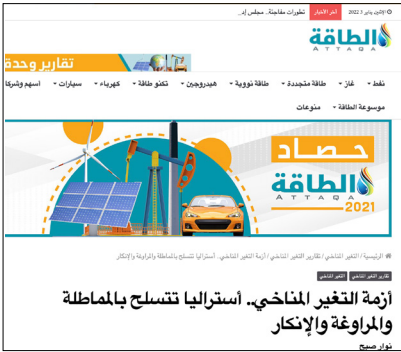 الإثنين يناير 3 2022 آخر الأخبار تطورات مفاجئة.. مجلس إد..
الطاقة
ATTAQA
تقارير وحدة
نفط غاز طاقة متجددة طاقة نووية هيدروجين تكنو طاقة كهرباء سيارات أسهم وشركا
موسوعة الطاقة منوعات
حصاد
الطاقة
ATTAQA
2021
الرئيسية/التغير المناخي/تقارير التغير المناخي/أزمة التغير المناخي.. أستراليا تتسلح بالمماطلة والمراوغة والإنكار
تقارير التغير المناخي التغير المناخي
أزمة التغير المناخي.. أستراليا تتسلح بالمماطلة
والمراوغة والإنكار
نوار صبح